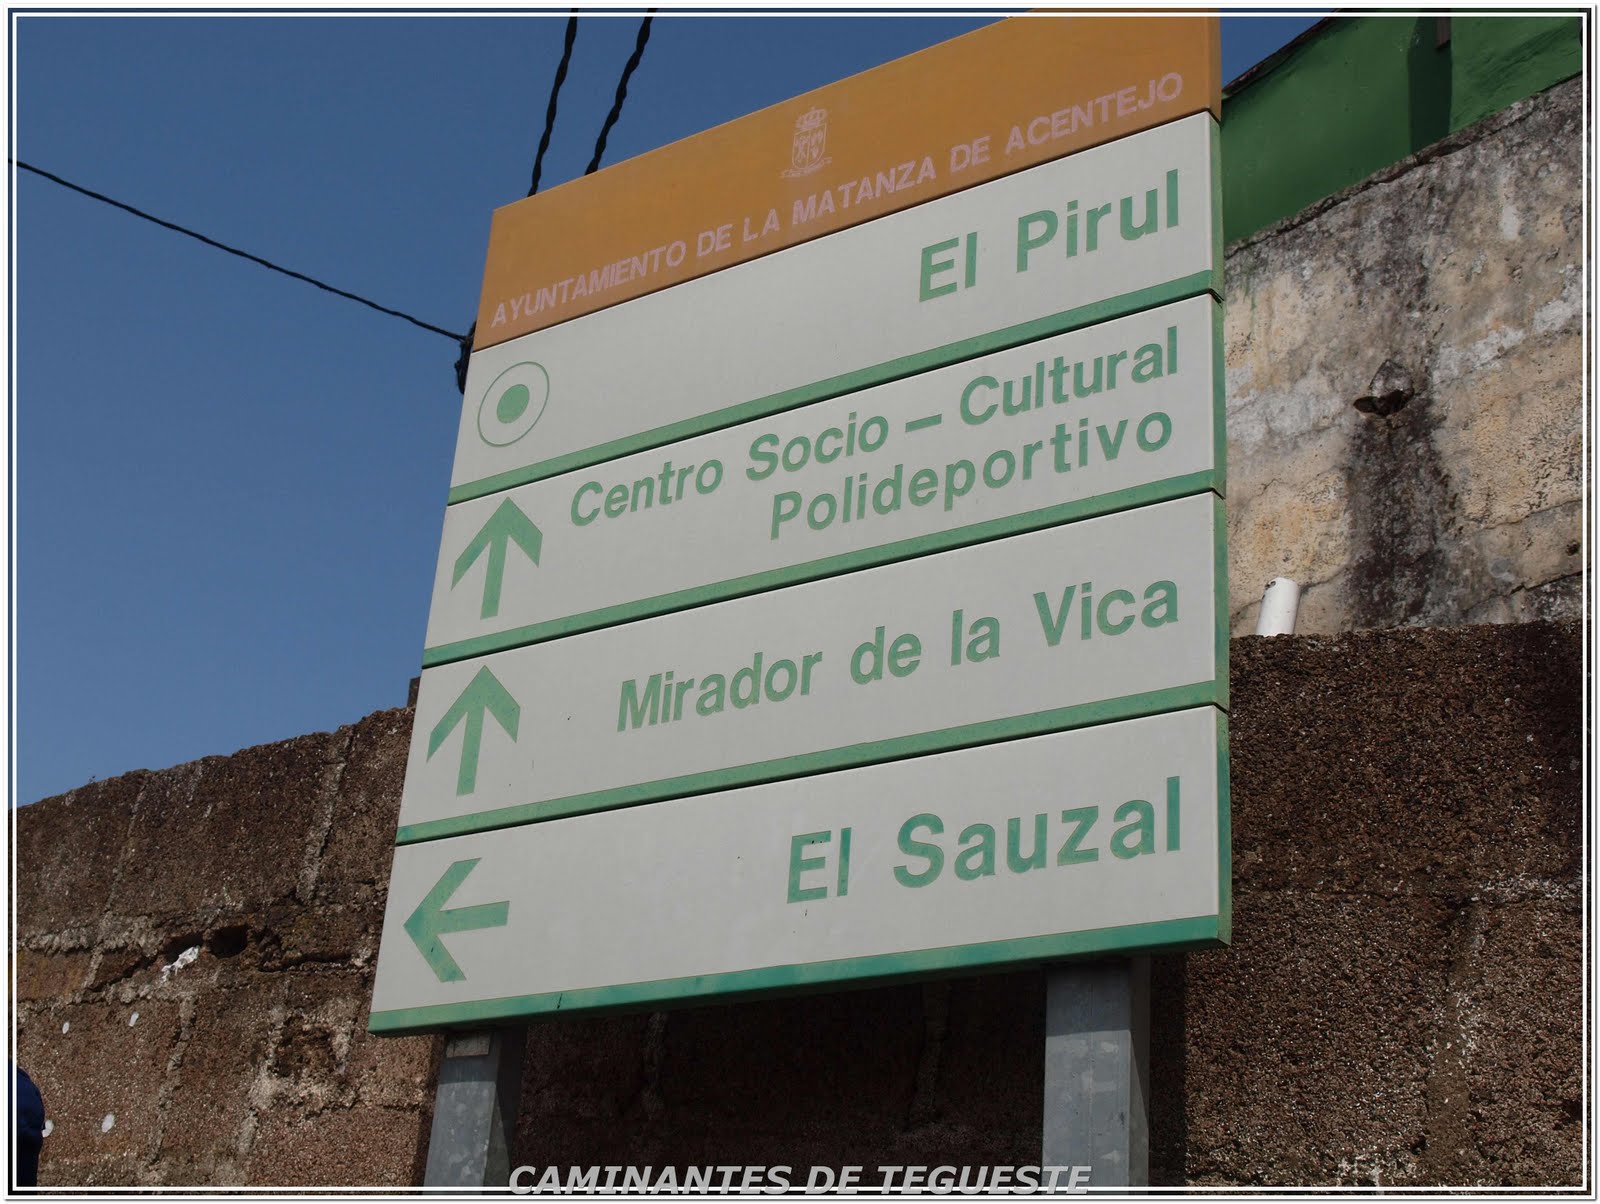 AYUNTAMIENTO DE LA MATANZA DE ACENTEJO
El Pirul
Centro Socio - Cultural
Polideportivo
Mirador de la Vica
El Sauzal
CAMINANTES DE TEGUESTE